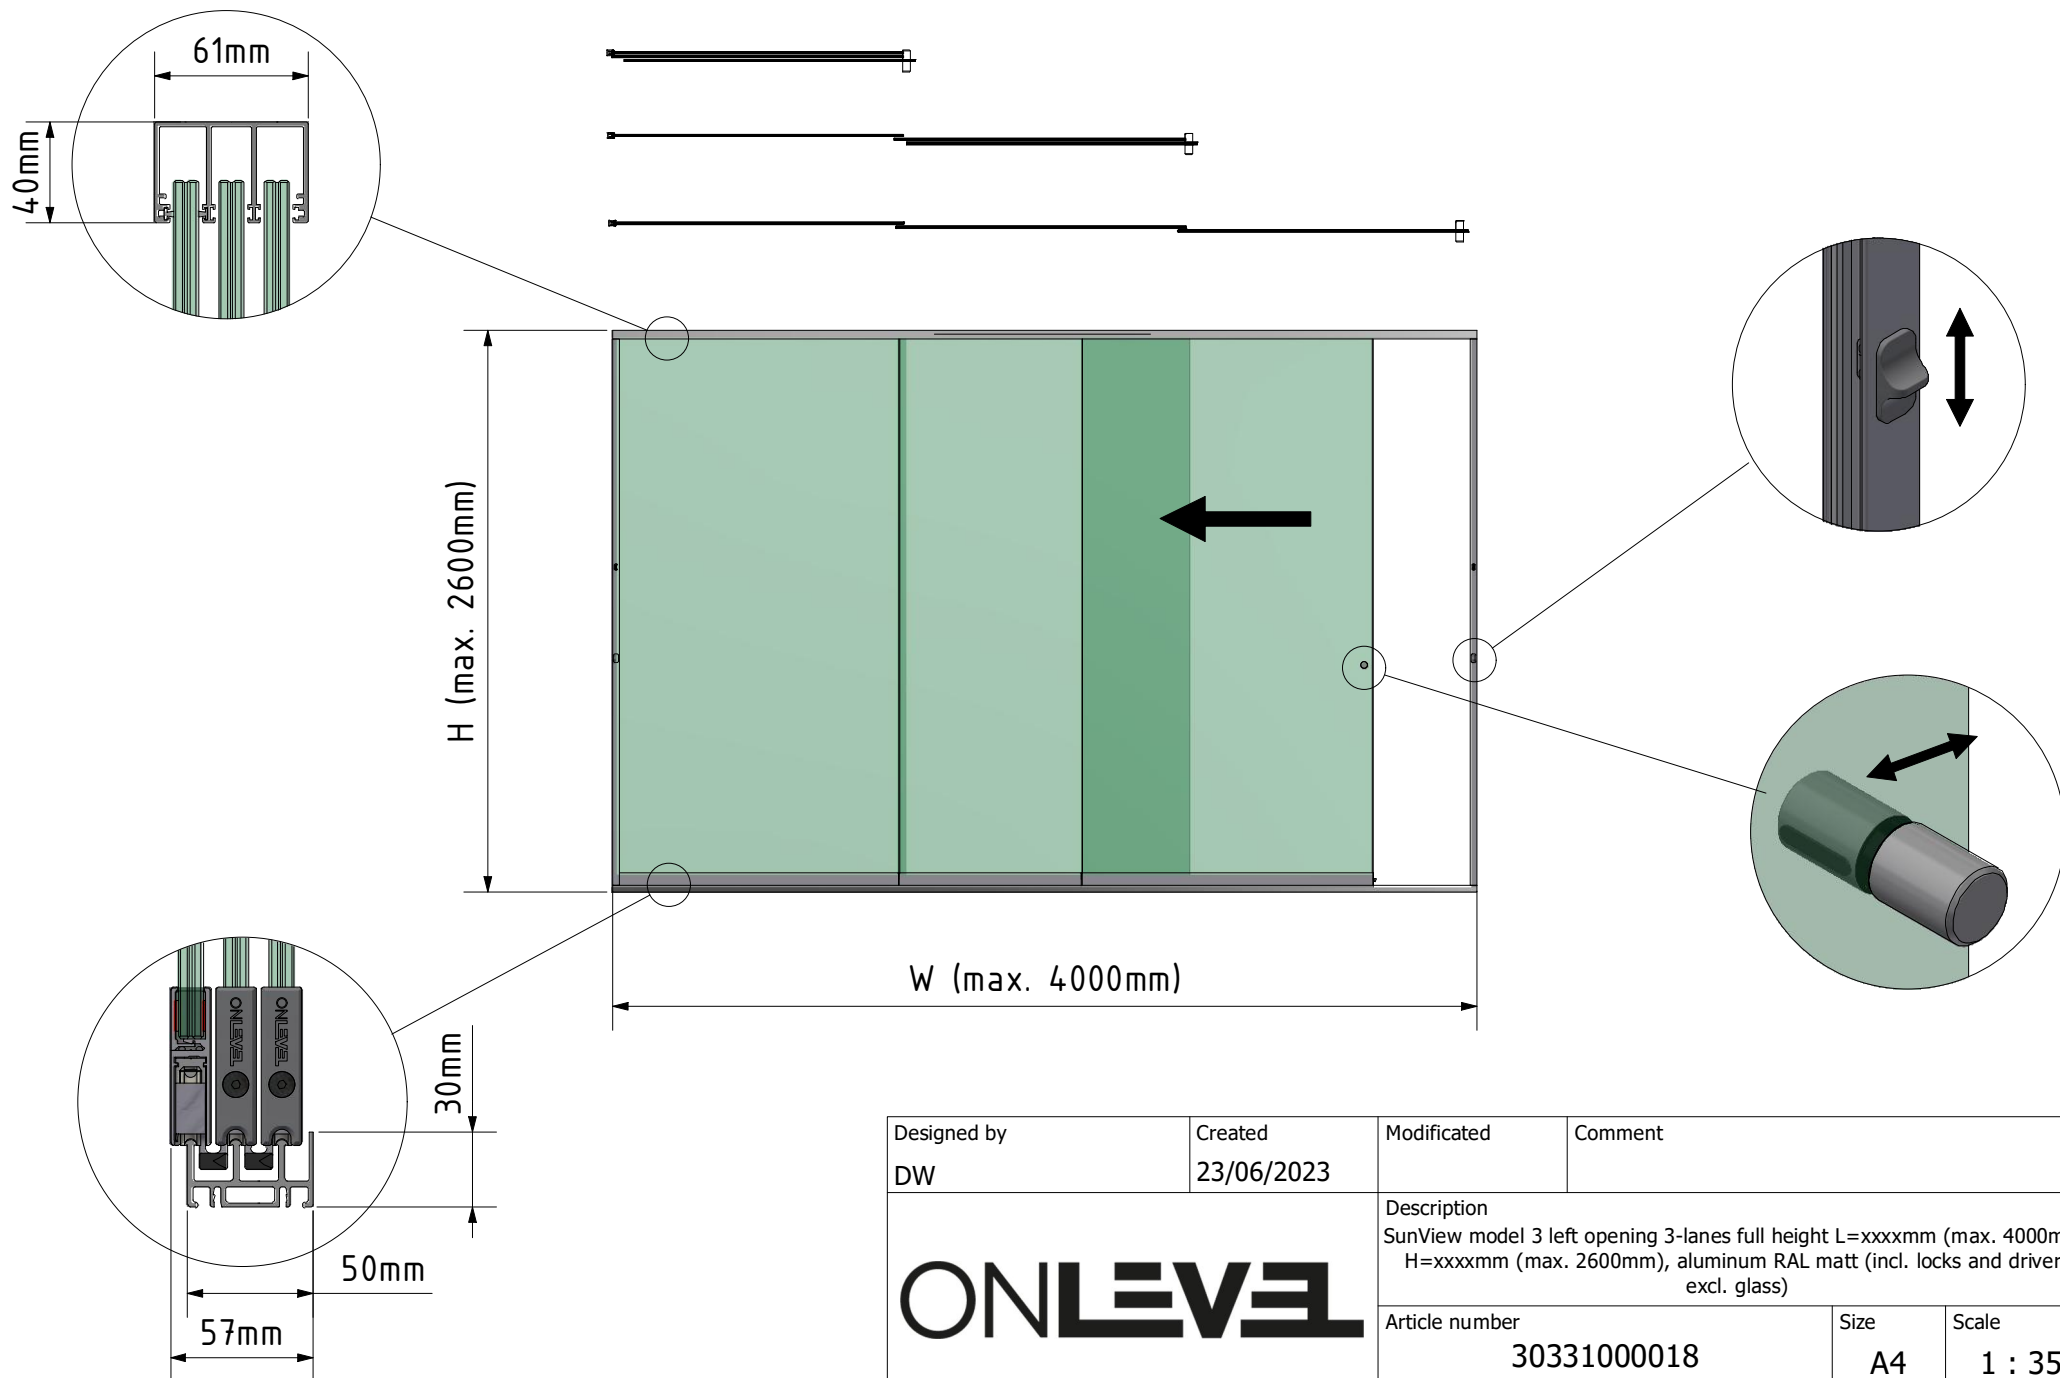 61mm
40mm
H (max. 2600mm)
W (max. 4000mm)
ONLEVEL
ONLEVEL
30mm
50mm
57mm
Designed by
DW
Created
23/06/2023
Modificated
Comment
ONLEVEL
Description
SunView model 3 left opening 3-lanes full height L=xxxxmm (max. 4000m
H=xxxxmm (max. 2600mm), aluminum RAL matt (incl. locks and driver
excl. glass)
Article number
30331000018
Size
A4
Scale
1 : 35